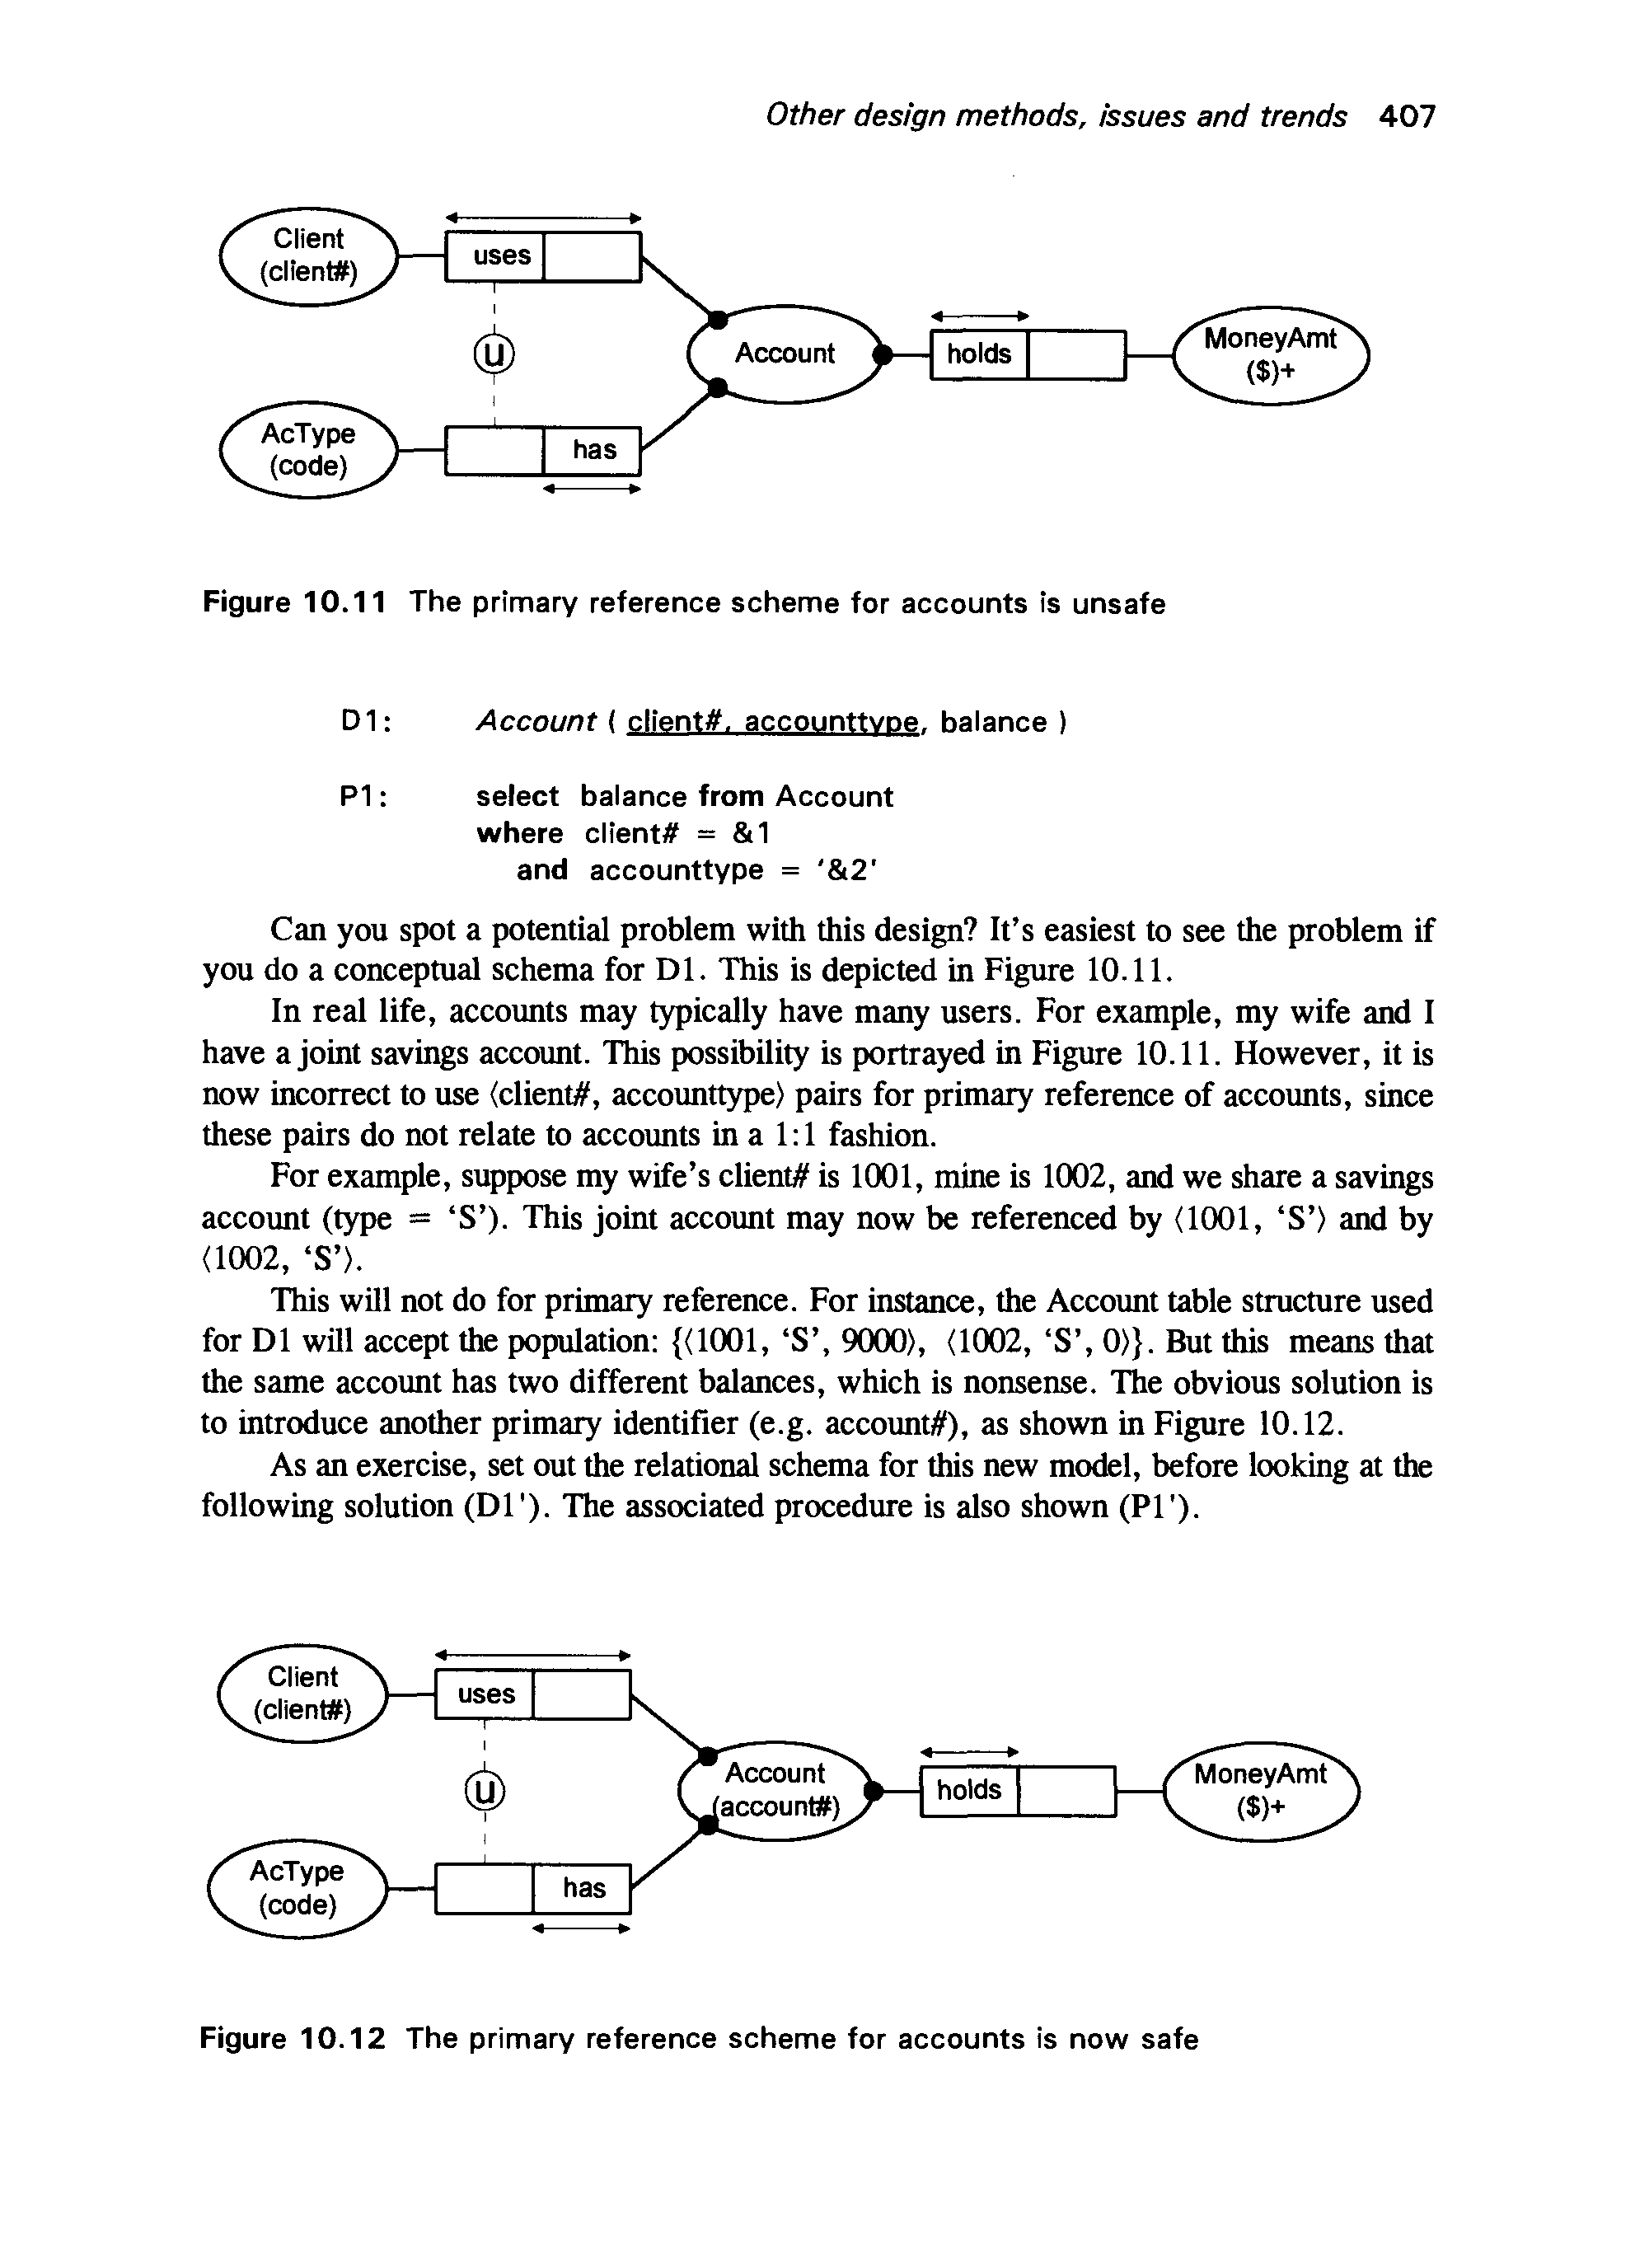 Other design methods, issues and trends 407
Client
(client#)
uses
U
Account
holds
MoneyAmt
($)+
AcType
(code)
has
Figure 10.11 The primary reference scheme for accounts is unsafe
D1: Account ( client#, accounttype, balance )
P1: select balance from Account
where client# = &1
and accounttype = '&2'
Can you spot a potential problem with this design? It's easiest to see the problem if
you do a conceptual schema for D1. This is depicted in Figure 10.11.
In real life, accounts may typically have many users. For example, my wife and I
have a joint savings account. This possibility is portrayed in Figure 10.11. However, it is
now incorrect to use ⟨client#, accounttype⟩ pairs for primary reference of accounts, since
these pairs do not relate to accounts in a 1:1 fashion.
For example, suppose my wife's client# is 1001, mine is 1002, and we share a savings
account (type = ‘S’). This joint account may now be referenced by ⟨1001, ‘S’⟩ and by
⟨1002, ‘S’⟩.
This will not do for primary reference. For instance, the Account table structure used
for D1 will accept the population: {⟨1001, ‘S’, 9000⟩, ⟨1002, ‘S’, 0⟩}. But this means that
the same account has two different balances, which is nonsense. The obvious solution is
to introduce another primary identifier (e.g. account#), as shown in Figure 10.12.
As an exercise, set out the relational schema for this new model, before looking at the
following solution (D1'). The associated procedure is also shown (P1').
Client
(client#)
uses
U
Account
(account#)
holds
MoneyAmt
($)+
AcType
(code)
has
Figure 10.12 The primary reference scheme for accounts is now safe